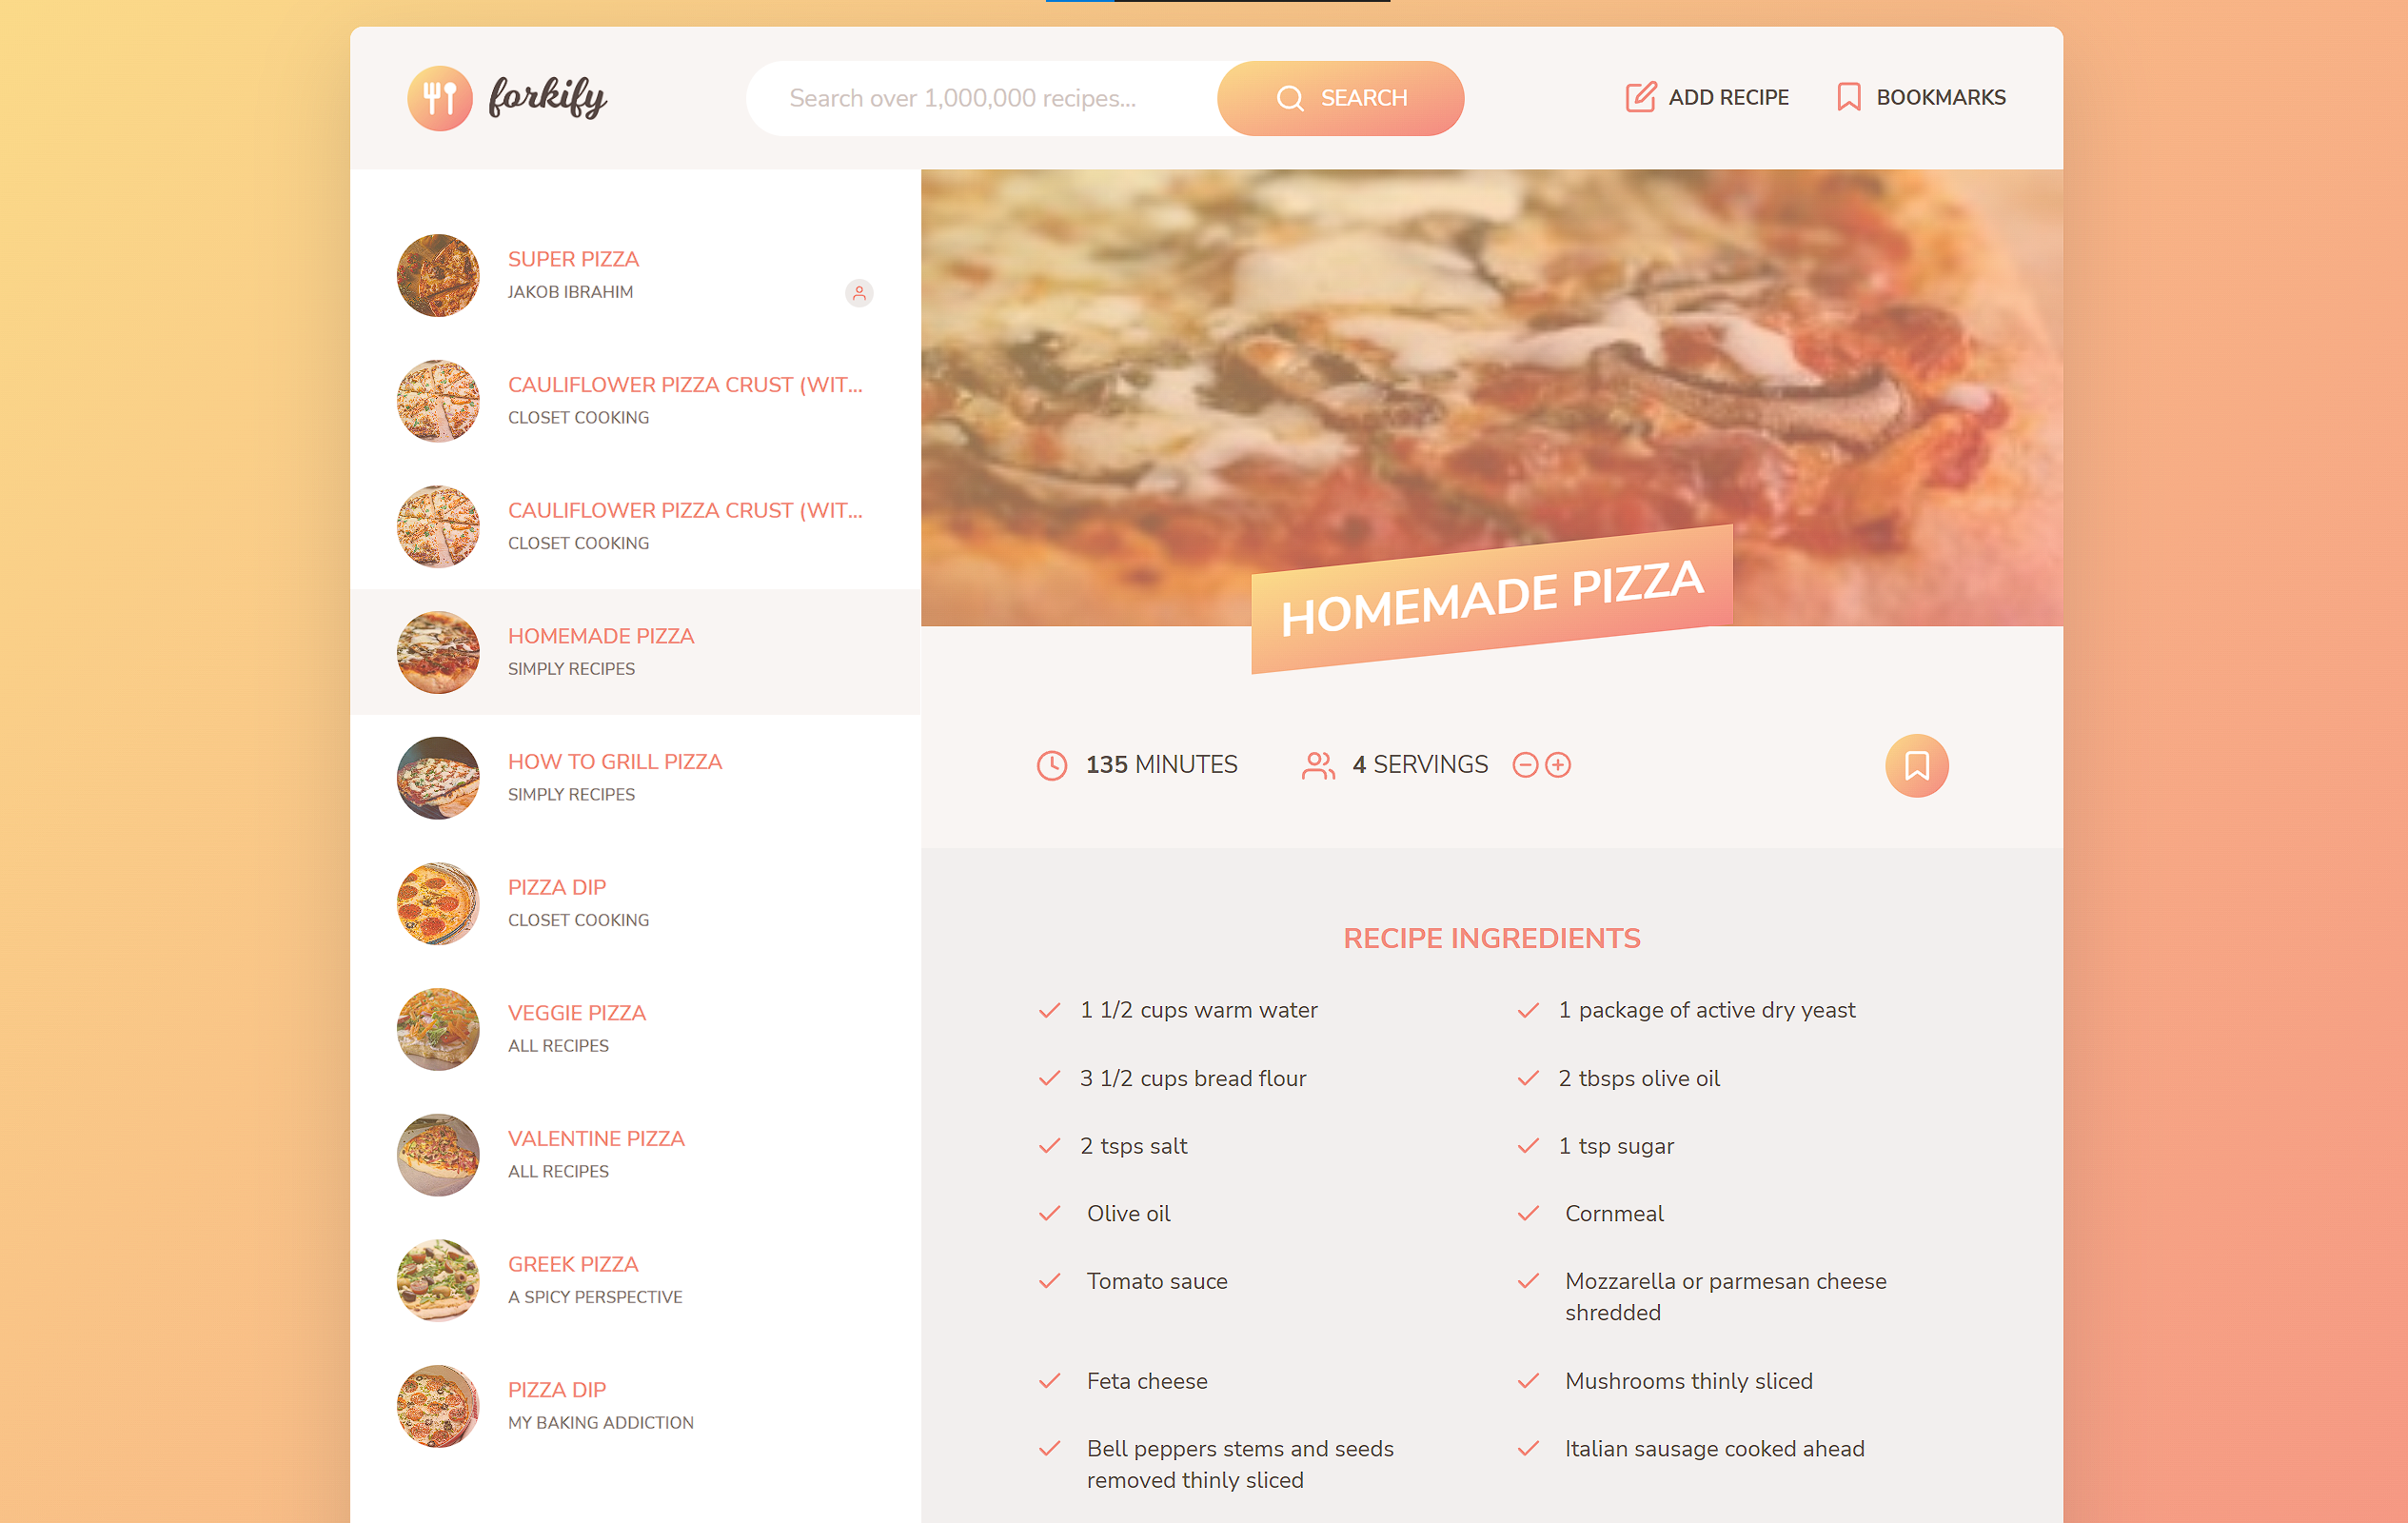 forkify
Search over 1,000,000 recipes...
SEARCH
ADD RECIPE
BOOKMARKS
SUPER PIZZA
JAKOB IBRAHIM
CAULIFLOWER PIZZA CRUST (WIT...
CLOSET COOKING
CAULIFLOWER PIZZA CRUST (WIT...
CLOSET COOKING
HOMEMADE PIZZA
SIMPLY RECIPES
HOW TO GRILL PIZZA
SIMPLY RECIPES
PIZZA DIP
CLOSET COOKING
VEGGIE PIZZA
ALL RECIPES
VALENTINE PIZZA
ALL RECIPES
GREEK PIZZA
A SPICY PERSPECTIVE
PIZZA DIP
MY BAKING ADDICTION
HOMEMADE PIZZA
135 MINUTES
4 SERVINGS
RECIPE INGREDIENTS
1 1/2 cups warm water
1 package of active dry yeast
3 1/2 cups bread flour
2 tbsps olive oil
2 tsps salt
1 tsp sugar
Olive oil
Cornmeal
Tomato sauce
Mozzarella or parmesan cheese
shredded
Feta cheese
Mushrooms thinly sliced
Bell peppers stems and seeds
removed thinly sliced
Italian sausage cooked ahead